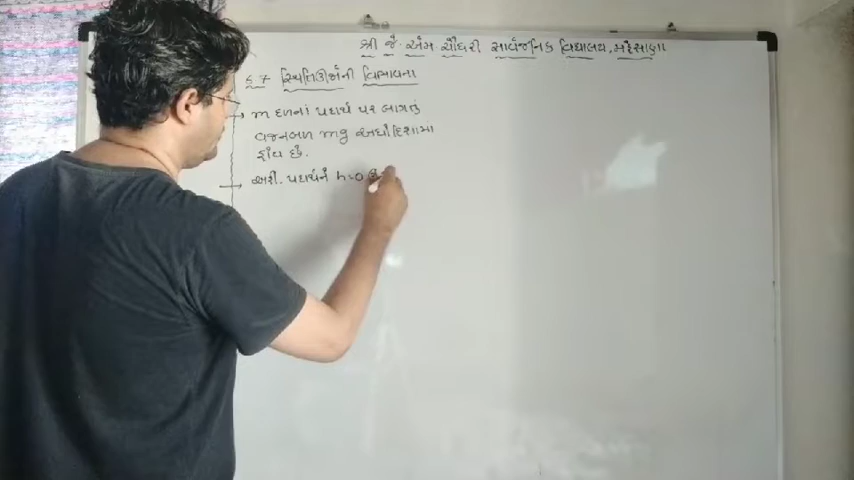 શ્રી જે. એમ ચૌધરી સાર્વજનિક વિદ્યાલય, મહેસાણા
૬.૭ સ્થિતિઊર્જાની વિભાવના
→ m દળનાં પદાર્થ પર લાગતું
વજનબળ mg અધોદિશામાં
હોય છે.
→ અહીં. પદાર્થને h=0